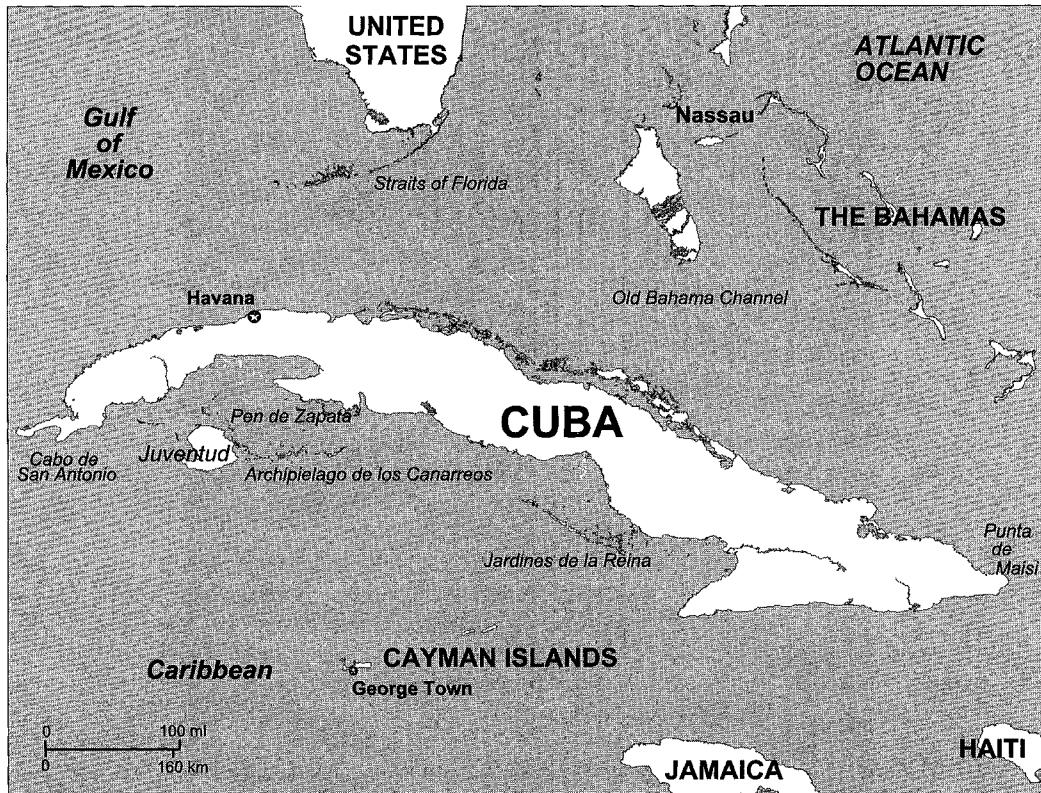 UNITED
STATES
ATLANTIC
OCEAN
Gulf
of
Mexico
Nassau
Straits of Florida
THE BAHAMAS
Havana
Old Bahama Channel
CUBA
Pen de Zapata
Juventud
Cabo de
San Antonio
Archipielago de los Canarreos
Punta
de
Maisi
Jardines de la Reina
Caribbean
CAYMAN ISLANDS
George Town
0 100 mi
0 160 km
JAMAICA
HAITI